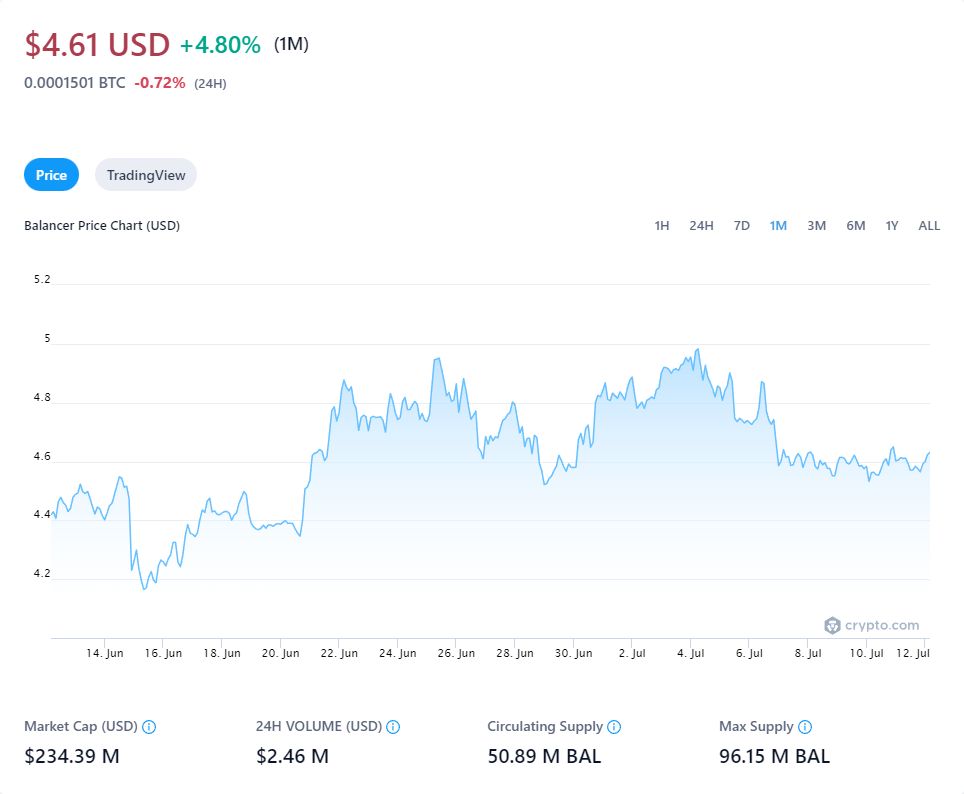 $4.61 USD +4.80% (1M)
0.0001501 BTC -0.72% (24H)
Price TradingView
Balancer Price Chart (USD) 1H 24H 7D 1M 3M 6M 1Y ALL
5.2
5
4.8
4.6
4.4
4.2
crypto.com
14. Jun 16. Jun 18. Jun 20. Jun 22. Jun 24. Jun 26. Jun 28. Jun 30. Jun 2. Jul 4. Jul 6. Jul 8. Jul 10. Jul 12. Jul
Market Cap (USD) 24H VOLUME (USD) Circulating Supply Max Supply
$234.39 M $2.46 M 50.89 M BAL 96.15 M BAL